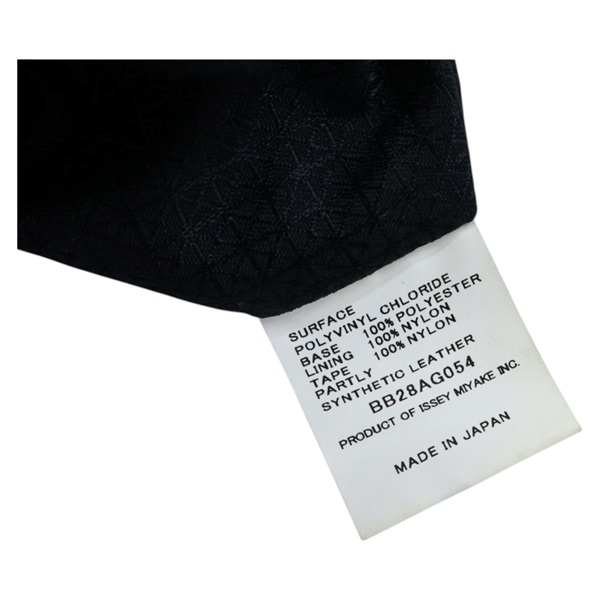 SURFACE
POLYVINYL CHLORIDE
BASE 100% POLYESTER
LINING 100% NYLON
TAPE 100% NYLON
PARTLY
SYNTHETIC LEATHER
BB28AG054
PRODUCT OF ISSEY MIYAKE INC.
MADE IN JAPAN